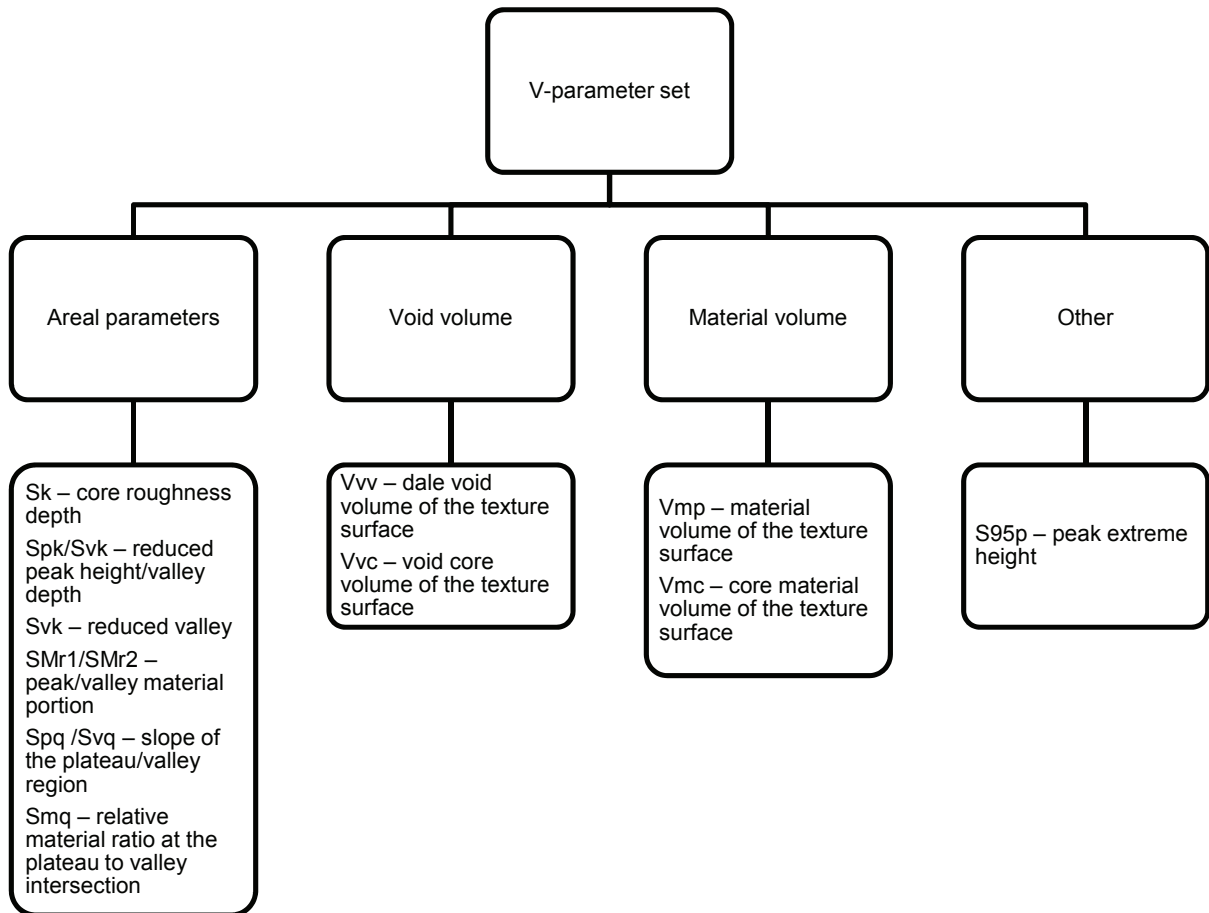 V-parameter set
Areal parameters
Void volume
Material volume
Other
Sk – core roughness
depth
Spk/Svk – reduced
peak height/valley
depth
Svk – reduced valley
SMr1/SMr2 –
peak/valley material
portion
Spq /Svq – slope of
the plateau/valley
region
Smq – relative
material ratio at the
plateau to valley
intersection
Vvv – dale void
volume of the texture
surface
Vvc – void core
volume of the texture
surface
Vmp – material
volume of the texture
surface
Vmc – core material
volume of the texture
surface
S95p – peak extreme
height